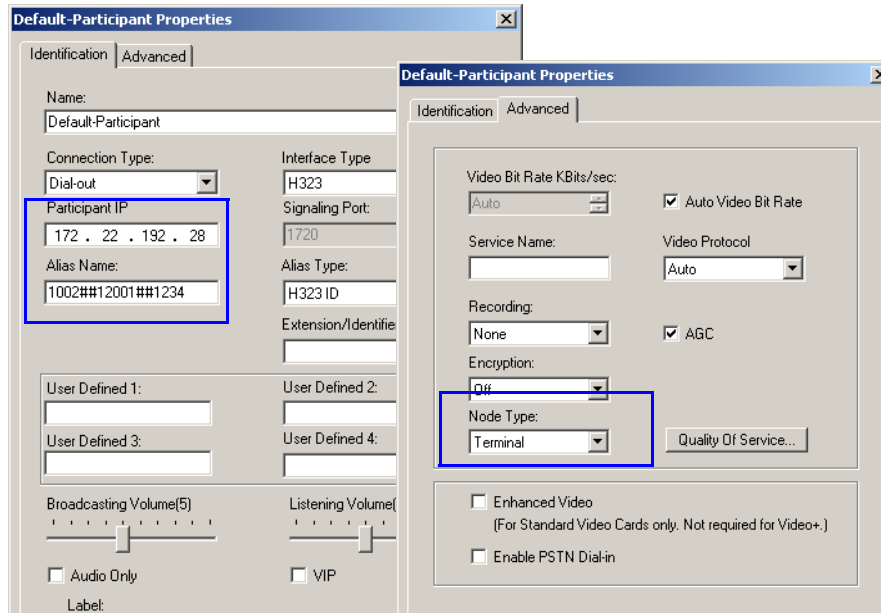 Default-Participant Properties
Identification Advanced
Name:
Default-Participant
Connection Type: Interface Type
Dial-out H323
Participant IP Signaling Port:
172 . 22 . 192 . 28 1720
Alias Name: Alias Type:
1002##12001##1234 H323 ID
Extension/Identifie
User Defined 1: User Defined 2:
User Defined 3: User Defined 4:
Broadcasting Volume(5) Listening Volume(
Audio Only VIP
Label:
Default-Participant Properties
Identification Advanced
Video Bit Rate KBits/sec:
Auto Auto Video Bit Rate
Service Name: Video Protocol
Auto
Recording:
None AGC
Encryption:
Off
Node Type:
Terminal Quality Of Service...
Enhanced Video
(For Standard Video Cards only. Not required for Video+.)
Enable PSTN Dial-in